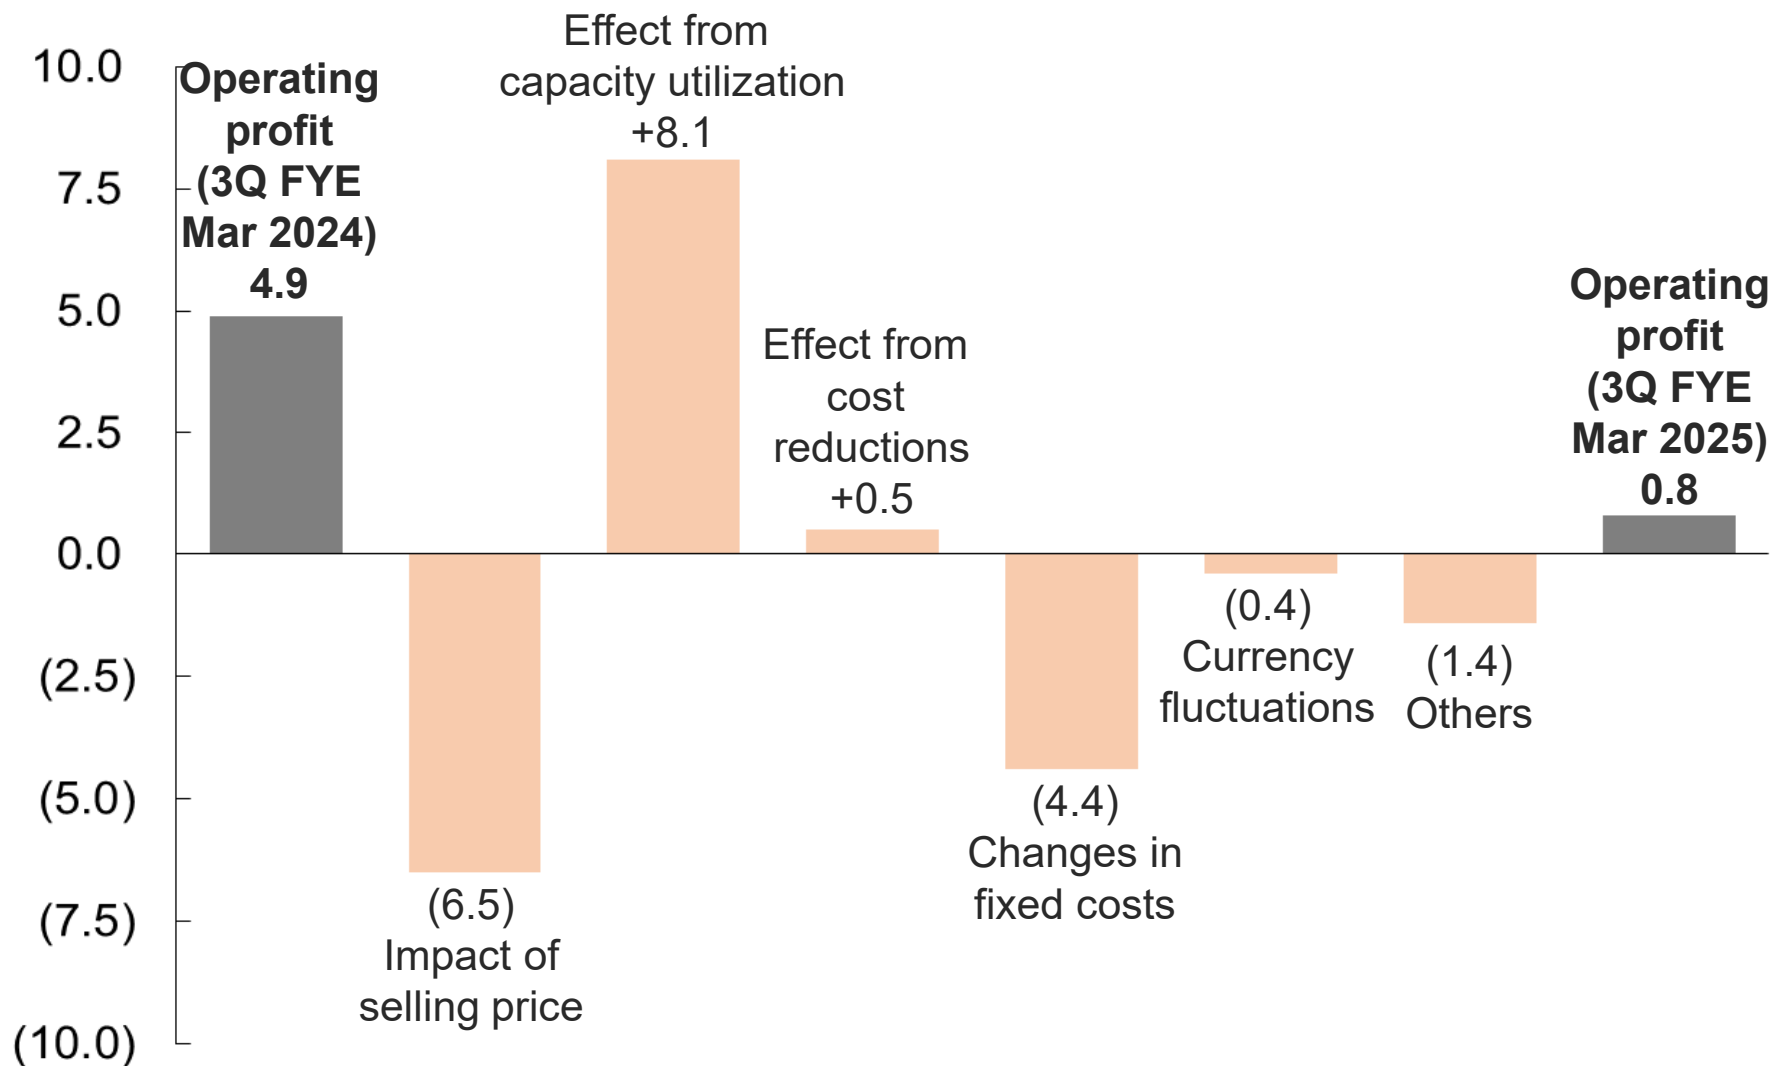 10.0
7.5
5.0
2.5
0.0
(2.5)
(5.0)
(7.5)
(10.0)
Operating
profit
(3Q FYE
Mar 2024)
4.9
(6.5)
Impact of
selling price
Effect from
capacity utilization
+8.1
Effect from
cost
reductions
+0.5
(4.4)
Changes in
fixed costs
(0.4)
Currency
fluctuations
(1.4)
Others
Operating
profit
(3Q FYE
Mar 2025)
0.8